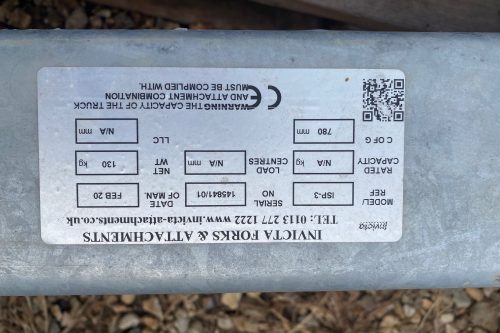 INVICTA FORKS & ATTACHMENTS
invicta TEL: 0113 277 1222 www.invicta-attachments.co.uk
MODEL/ REF ISP-3 SERIAL NO 145841/01 DATE OF MAN. FEB 20
RATED CAPACITY N/A kg LOAD CENTRES N/A mm NET WT 130 kg
C OF G 780 mm LLC N/A mm
WARNING THE CAPACITY OF THE TRUCK
AND ATTACHMENT COMBINATION
MUST BE COMPLIED WITH.
CE